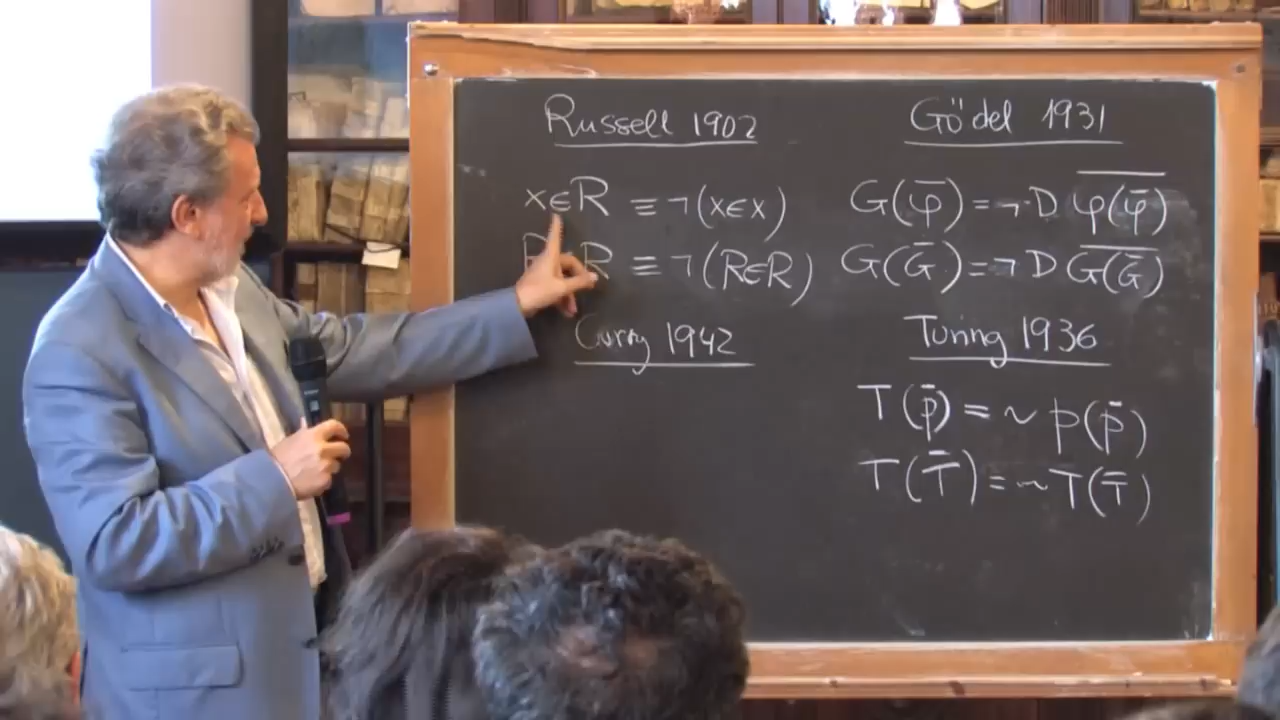 Russell 1902
x∈R ≡ ¬(x∈x)
R R ≡ ¬(R∈R)
Curry 1942
Gödel 1931
G(φ̄) = ¬ D φ(φ̄)‾
G(Ḡ) = ¬ D G(Ḡ)‾
Turing 1936
T(p̄) = ~ p(p̄)
T(T̄) = ~ T(T̄)